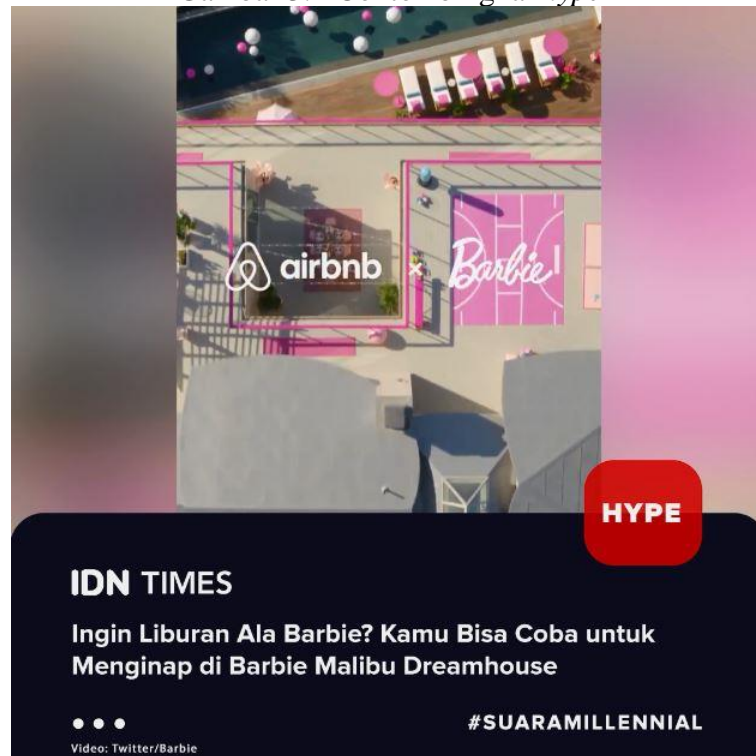 airbnb × Barbie
HYPE
IDN TIMES
Ingin Liburan Ala Barbie? Kamu Bisa Coba untuk
Menginap di Barbie Malibu Dreamhouse
#SUARAMILLENNIAL
Video: Twitter/Barbie